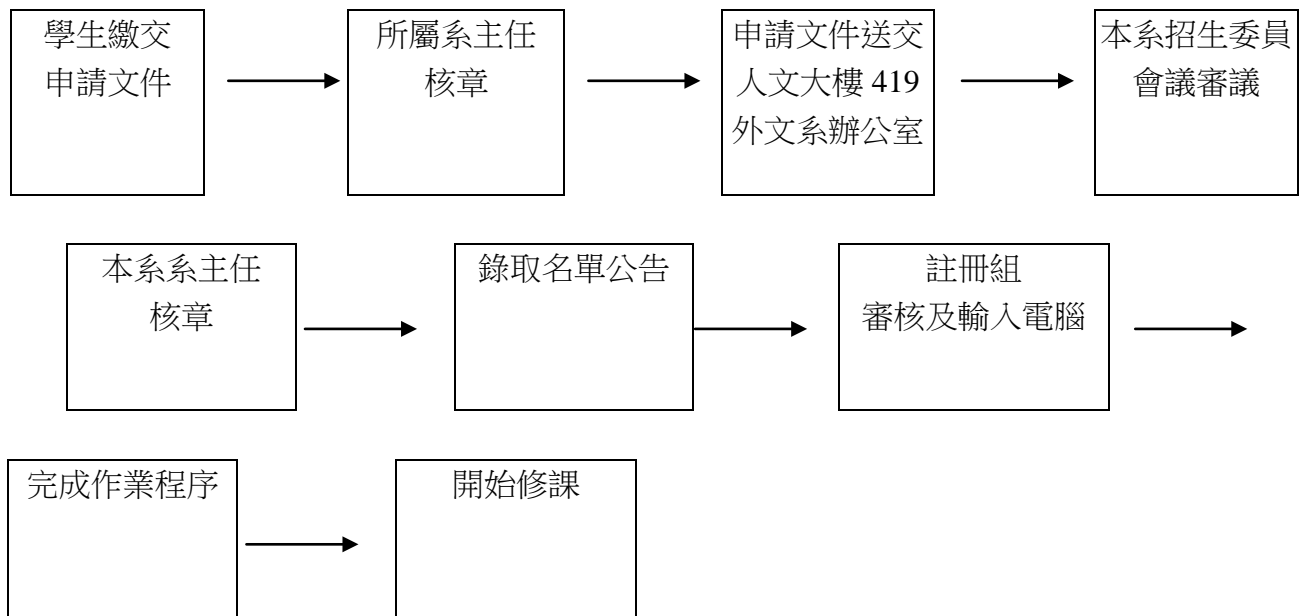 學生繳交
申請文件
所屬系主任
核章
申請文件送交
人文大樓 419
外文系辦公室
本系招生委員
會議審議
本系系主任
核章
錄取名單公告
註冊組
審核及輸入電腦
完成作業程序
開始修課